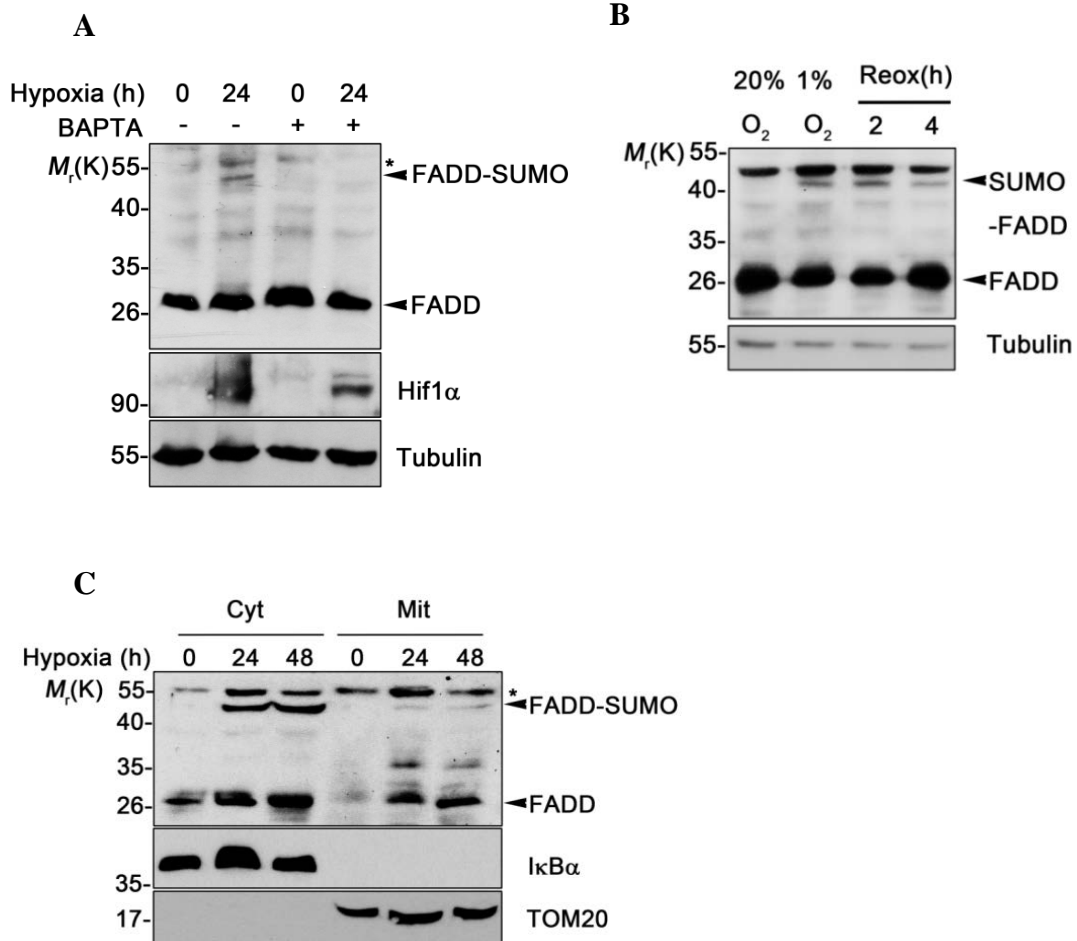 A
Hypoxia (h) 0 24 0 24
BAPTA - - + +
Mr(K)
55-
*
FADD-SUMO
40-
35-
26-
FADD
90-
Hif1α
55-
Tubulin
B
20% 1% Reox(h)
O2 O2 2 4
Mr(K)
55-
40-
SUMO
-FADD
35-
26-
FADD
55-
Tubulin
C
Cyt Mit
Hypoxia (h) 0 24 48 0 24 48
Mr(K)
55-
*
FADD-SUMO
40-
35-
26-
FADD
IκBα
35-
17-
TOM20